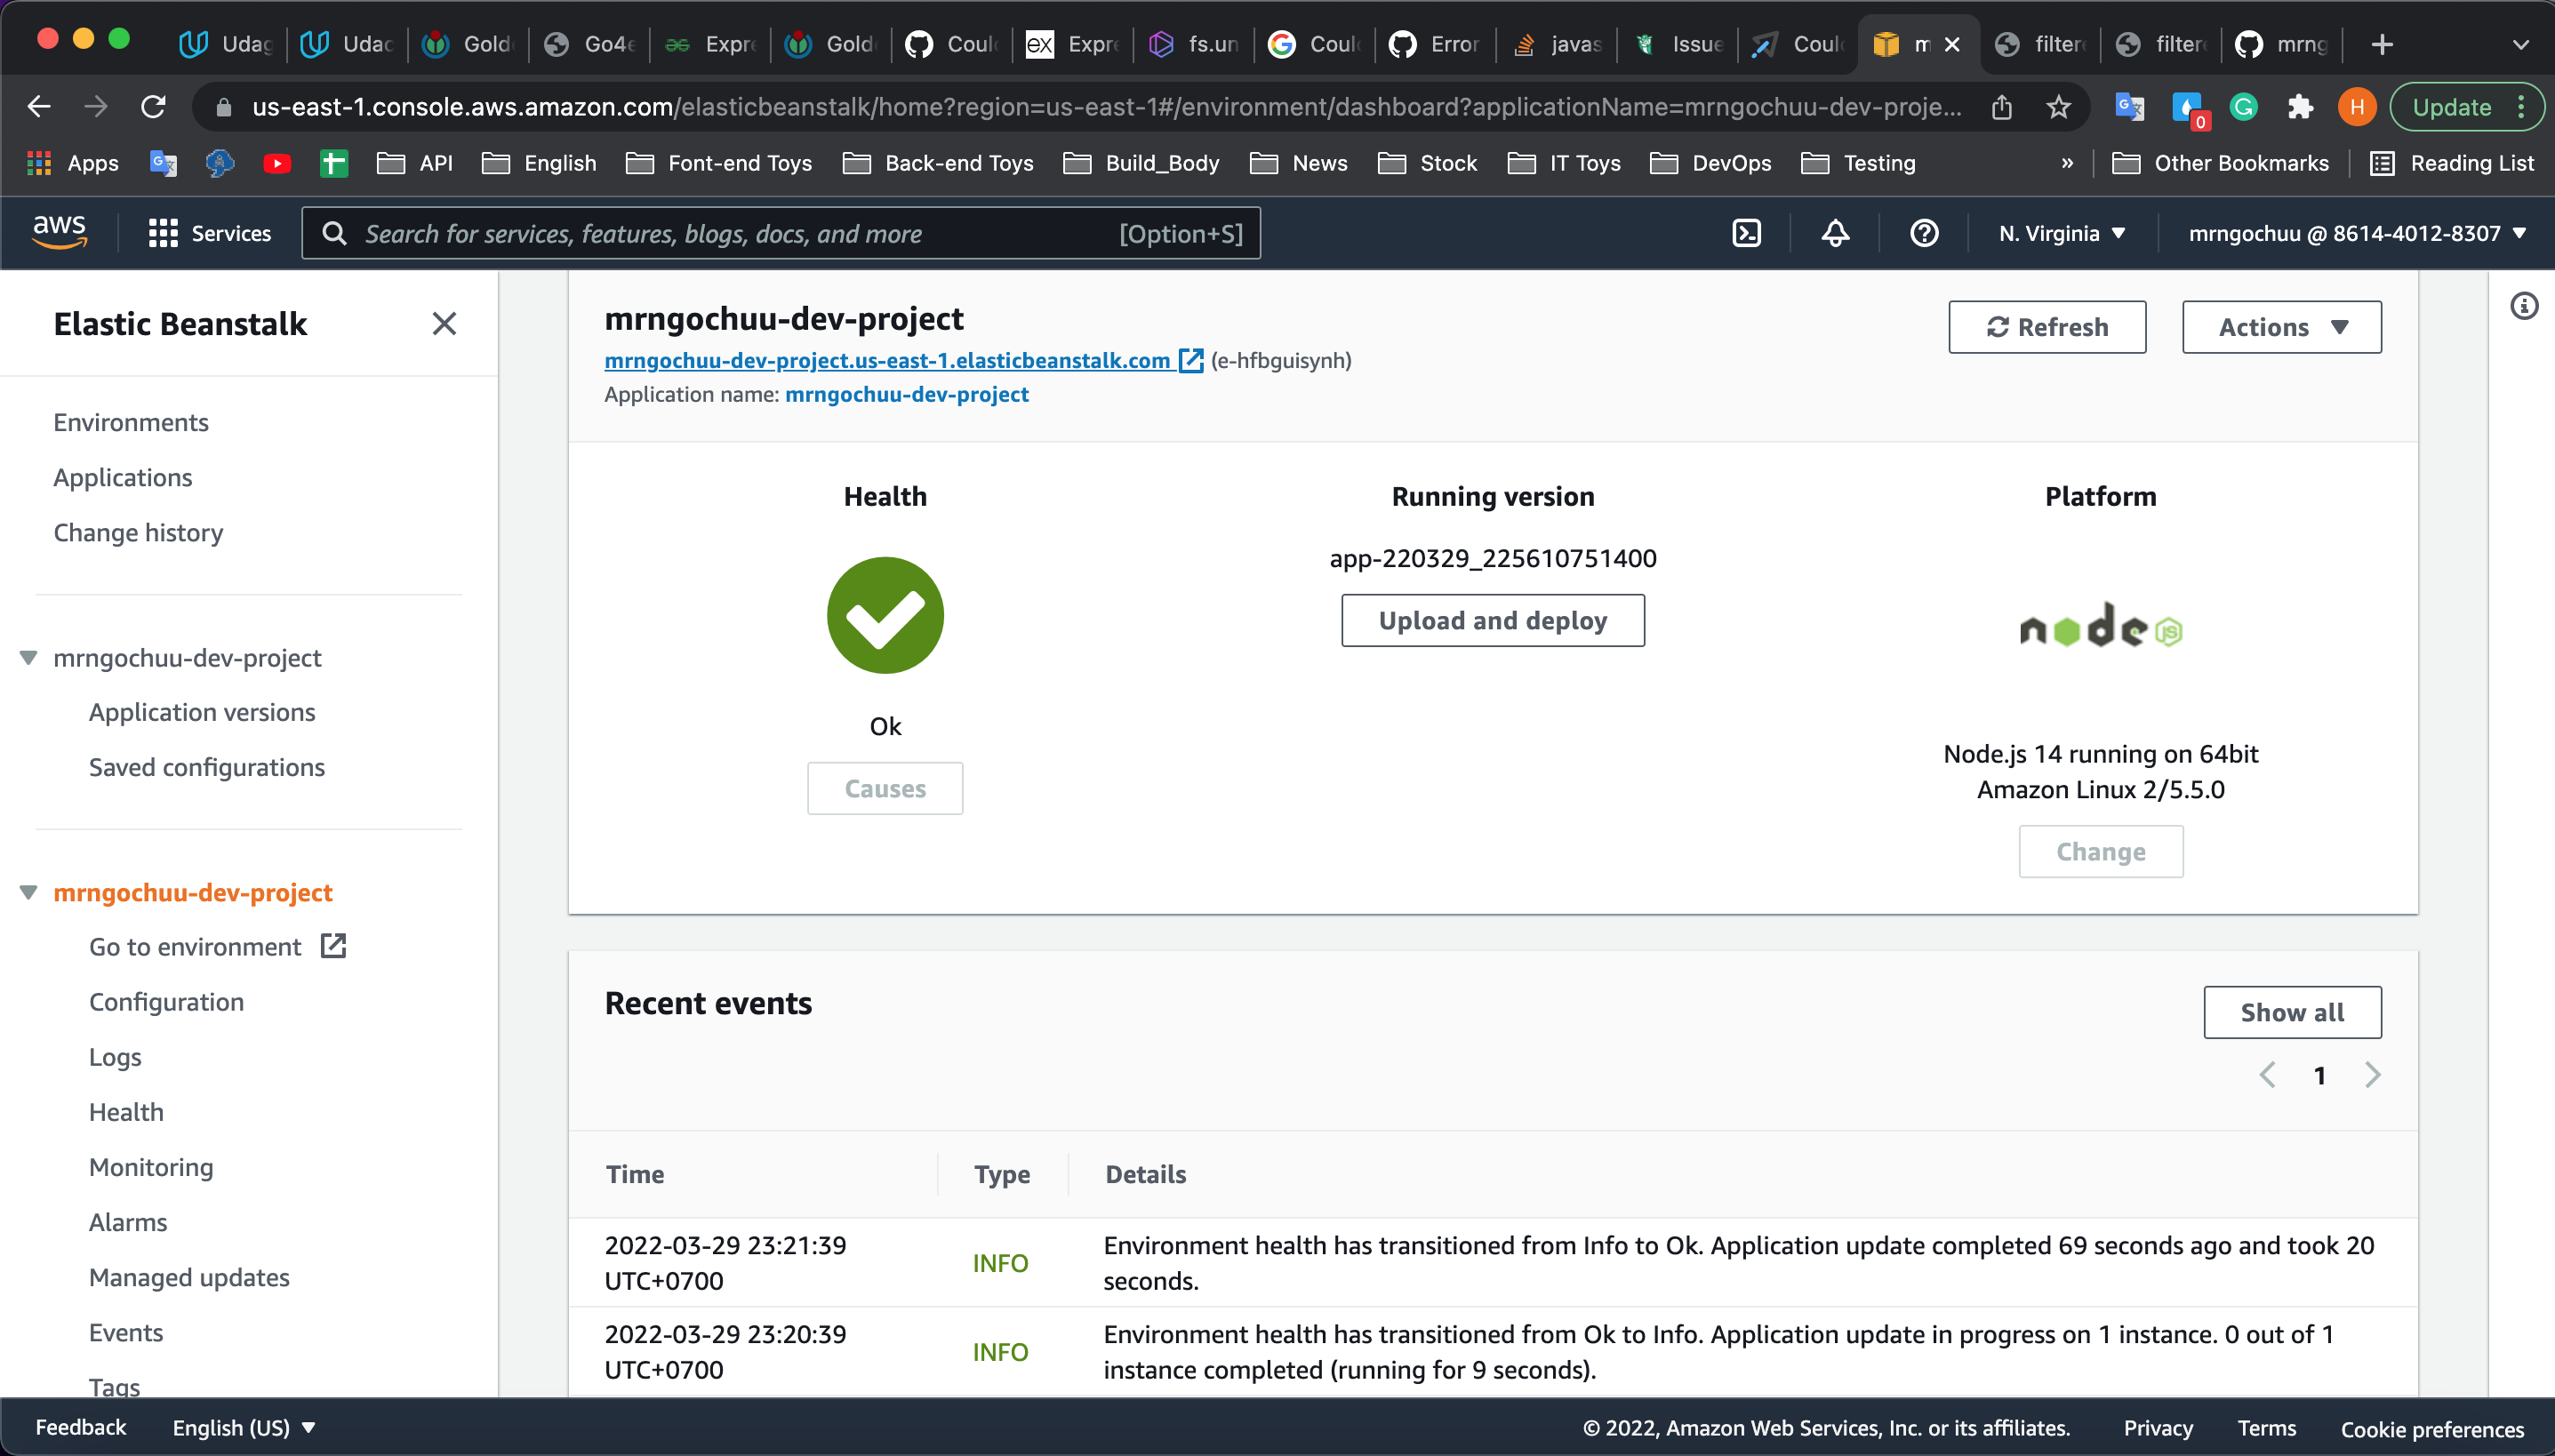 Udag Udac Gold Go4e Expre Gold Coul Expre fs.un Coul Error javas Issue Coul m filter filter mrng
us-east-1.console.aws.amazon.com/elasticbeanstalk/home?region=us-east-1#/environment/dashboard?applicationName=mrngochuu-dev-proje... 0 H Update
Apps API English Font-end Toys Back-end Toys Build_Body News Stock IT Toys DevOps Testing » Other Bookmarks Reading List
aws Services Search for services, features, blogs, docs, and more [Option+S] N. Virginia mrngochuu @ 8614-4012-8307
Elastic Beanstalk
Environments
Applications
Change history
mrngochuu-dev-project
Application versions
Saved configurations
mrngochuu-dev-project
Go to environment
Configuration
Logs
Health
Monitoring
Alarms
Managed updates
Events
Tags
mrngochuu-dev-project
Refresh
Actions
mrngochuu-dev-project.us-east-1.elasticbeanstalk.com (e-hfbguisynh)
Application name: mrngochuu-dev-project
Health
Ok
Causes
Running version
app-220329_225610751400
Upload and deploy
Platform
node JS
Node.js 14 running on 64bit
Amazon Linux 2/5.5.0
Change
Recent events
Show all
1
Time Type Details
2022-03-29 23:21:39
UTC+0700
INFO
Environment health has transitioned from Info to Ok. Application update completed 69 seconds ago and took 20
seconds.
2022-03-29 23:20:39
UTC+0700
INFO
Environment health has transitioned from Ok to Info. Application update in progress on 1 instance. 0 out of 1
instance completed (running for 9 seconds).
Feedback English (US) © 2022, Amazon Web Services, Inc. or its affiliates. Privacy Terms Cookie preferences